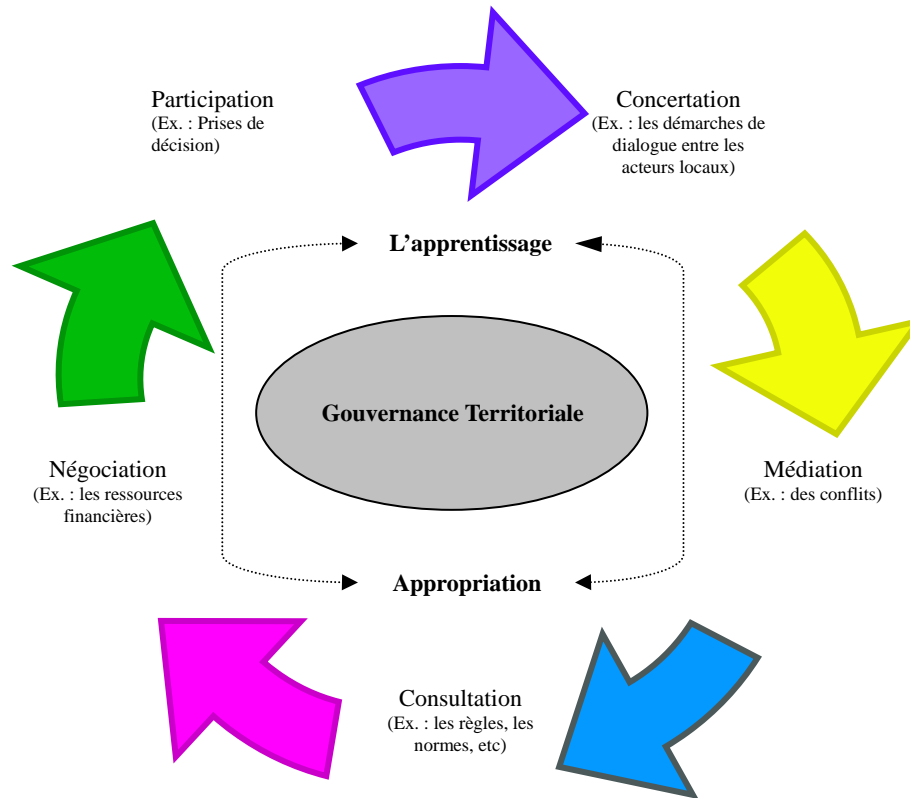 Participation
(Ex. : Prises de
décision)
Concertation
(Ex. : les démarches de
dialogue entre les
acteurs locaux)
L’apprentissage
Gouvernance Territoriale
Négociation
(Ex. : les ressources
financières)
Médiation
(Ex. : des conflits)
Appropriation
Consultation
(Ex. : les règles, les
normes, etc)